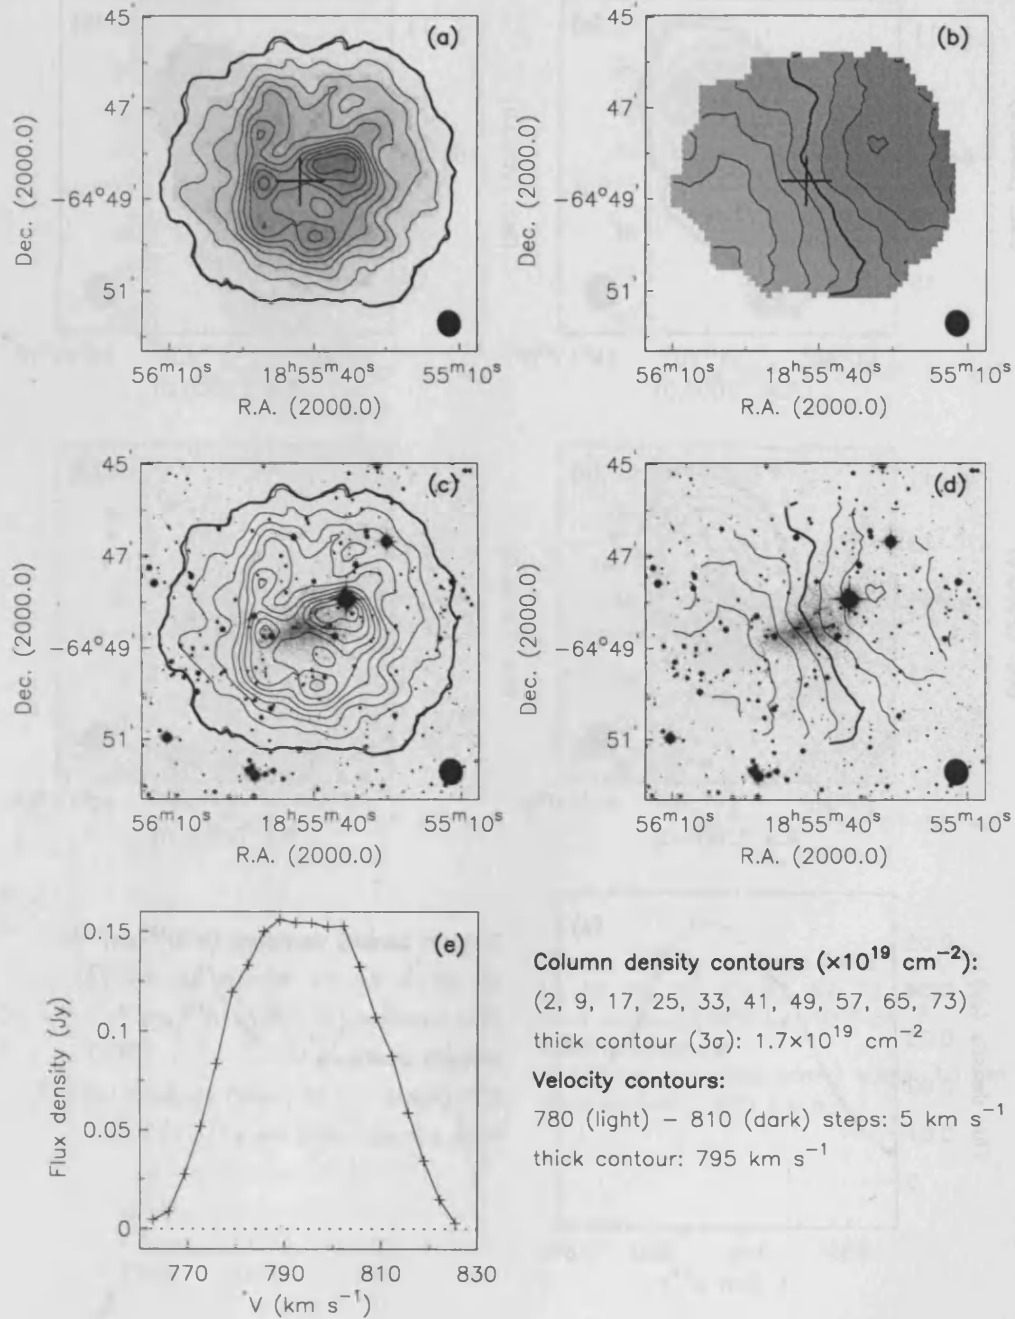 (a)
45'
47'
-64° 49'
51'
Dec. (2000.0)
56ᵐ10ˢ 18ʰ55ᵐ40ˢ 55ᵐ10ˢ
R.A. (2000.0)
(b)
45'
47'
-64° 49'
51'
Dec. (2000.0)
56ᵐ10ˢ 18ʰ55ᵐ40ˢ 55ᵐ10ˢ
R.A. (2000.0)
(c)
45'
47'
-64° 49'
51'
Dec. (2000.0)
56ᵐ10ˢ 18ʰ55ᵐ40ˢ 55ᵐ10ˢ
R.A. (2000.0)
(d)
45'
47'
-64° 49'
51'
Dec. (2000.0)
56ᵐ10ˢ 18ʰ55ᵐ40ˢ 55ᵐ10ˢ
R.A. (2000.0)
(e)
0.15
0.1
0.05
0
Flux density (Jy)
770 790 810 830
V (km s⁻¹)
Column density contours (×10¹⁹ cm⁻²):
(2, 9, 17, 25, 33, 41, 49, 57, 65, 73)
thick contour (3σ): 1.7×10¹⁹ cm⁻²
Velocity contours:
780 (light) – 810 (dark) steps: 5 km s⁻¹
thick contour: 795 km s⁻¹